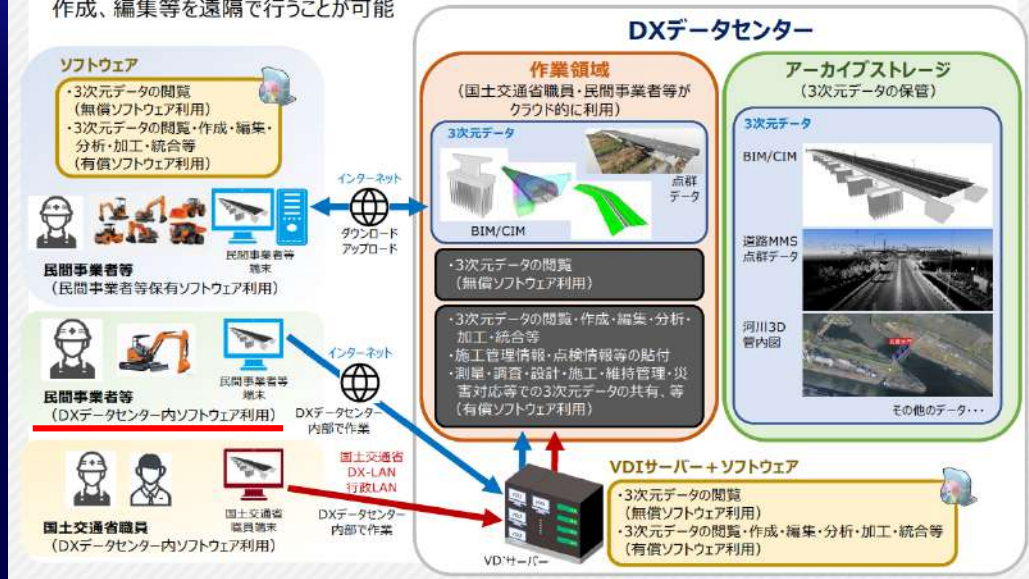 作成、編集等を遠隔で行うことが可能
DXデータセンター
ソフトウェア
・3次元データの閲覧
(無償ソフトウェア利用)
・3次元データの閲覧・作成・編集・
分析・加工・統合等
(有償ソフトウェア利用)
インターネット
ダウンロード
アップロード
民間事業者等
端末
民間事業者等
(民間事業者等保有ソフトウェア利用)
民間事業者等
端末
民間事業者等
(DXデータセンター内ソフトウェア利用)
インターネット
DXデータセンター
内部で作業
国土交通省
DX-LAN
行政LAN
DXデータセンター
内部で作業
国土交通省
職員端末
国土交通省職員
(DXデータセンター内ソフトウェア利用)
作業領域
(国土交通省職員・民間事業者等が
クラウド的に利用)
3次元データ
点群
データ
BIM/CIM
・3次元データの閲覧
(無償ソフトウェア利用)
・3次元データの閲覧・作成・編集・分析・
加工・統合等
・施工管理情報・点検情報等の貼付
・測量・調査・設計・施工・維持管理・災
害対応等での3次元データの共有、等
(有償ソフトウェア利用)
アーカイブストレージ
(3次元データの保管)
3次元データ
BIM/CIM
道路MMS
点群データ
河川3D
管内図
その他のデータ・・・
VDIサーバー
VDIサーバー+ソフトウェア
・3次元データの閲覧
(無償ソフトウェア利用)
・3次元データの閲覧・作成・編集・分析・加工・統合等
(有償ソフトウェア利用)